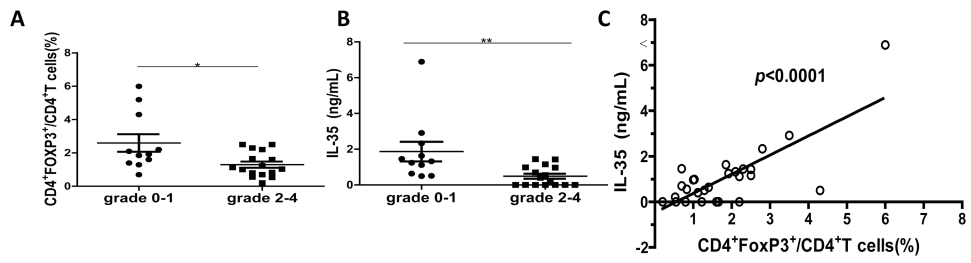 A
CD4⁺FOXP3⁺/CD4⁺T cells(%)
8
6
4
2
0
*
grade 0-1
grade 2-4
B
IL-35 (ng/mL)
8
6
4
2
0
**
grade 0-1
grade 2-4
C
IL-35 (ng/mL)
8
<
6
4
2
0
-2
p<0.0001
1 2 3 4 5 6 7 8
CD4⁺FoxP3⁺/CD4⁺T cells(%)